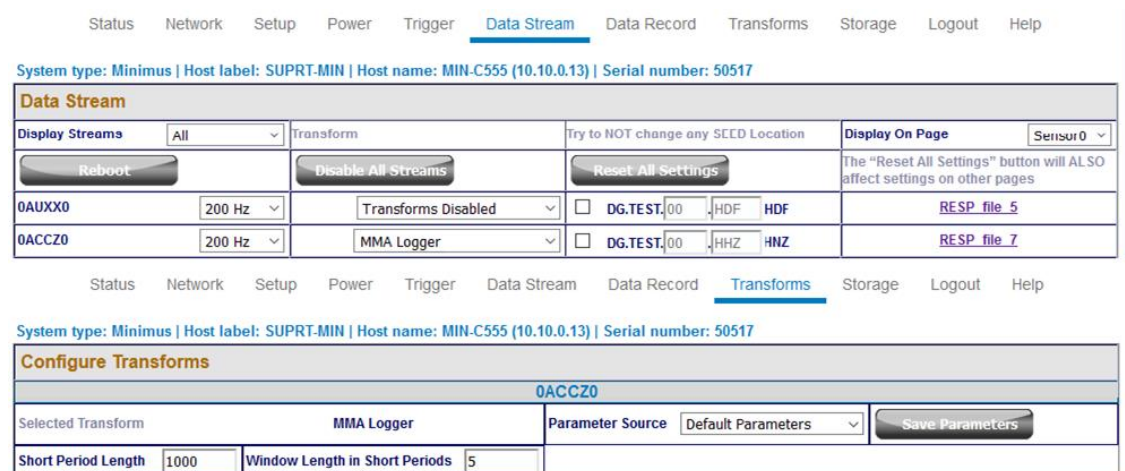 Status Network Setup Power Trigger Data Stream Data Record Transforms Storage Logout Help
System type: Minimus | Host label: SUPRT-MIN | Host name: MIN-C555 (10.10.0.13) | Serial number: 50517
Data Stream
Display Streams All Transform Try to NOT change any SEED Location Display On Page Sensor0
Reboot Disable All Streams Reset All Settings The “Reset All Settings” button will ALSO
affect settings on other pages
0AUXX0 200 Hz Transforms Disabled DG.TEST. 00 . HDF HDF RESP_file_5
0ACCZ0 200 Hz MMA Logger DG.TEST. 00 . HHZ HNZ RESP_file_7
Status Network Setup Power Trigger Data Stream Data Record Transforms Storage Logout Help
System type: Minimus | Host label: SUPRT-MIN | Host name: MIN-C555 (10.10.0.13) | Serial number: 50517
Configure Transforms
0ACCZ0
Selected Transform MMA Logger Parameter Source Default Parameters Save Parameters
Short Period Length 1000 Window Length in Short Periods 5